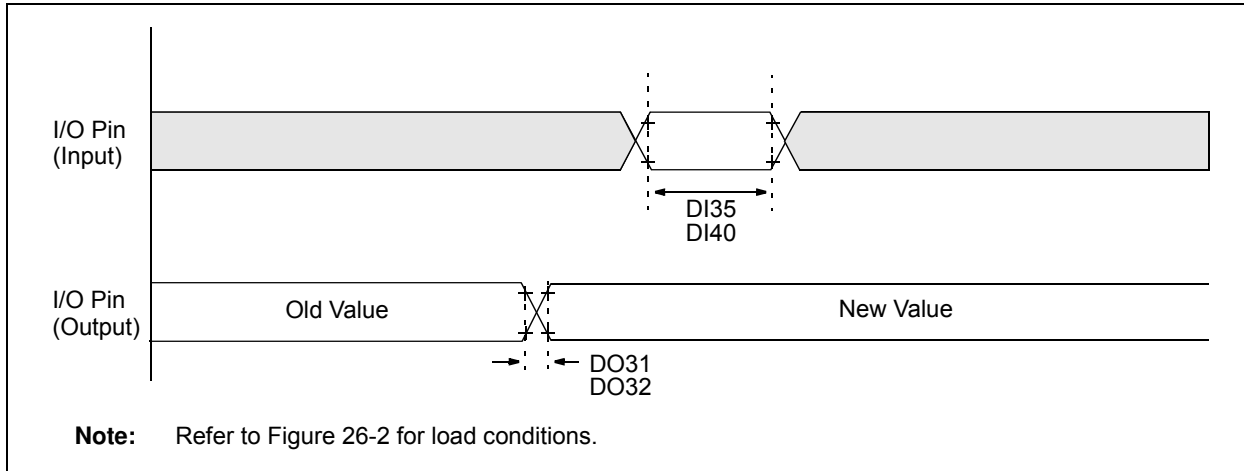 I/O Pin
(Input)
DI35
DI40
I/O Pin
(Output)
Old Value
New Value
DO31
DO32
Note: Refer to Figure 26-2 for load conditions.